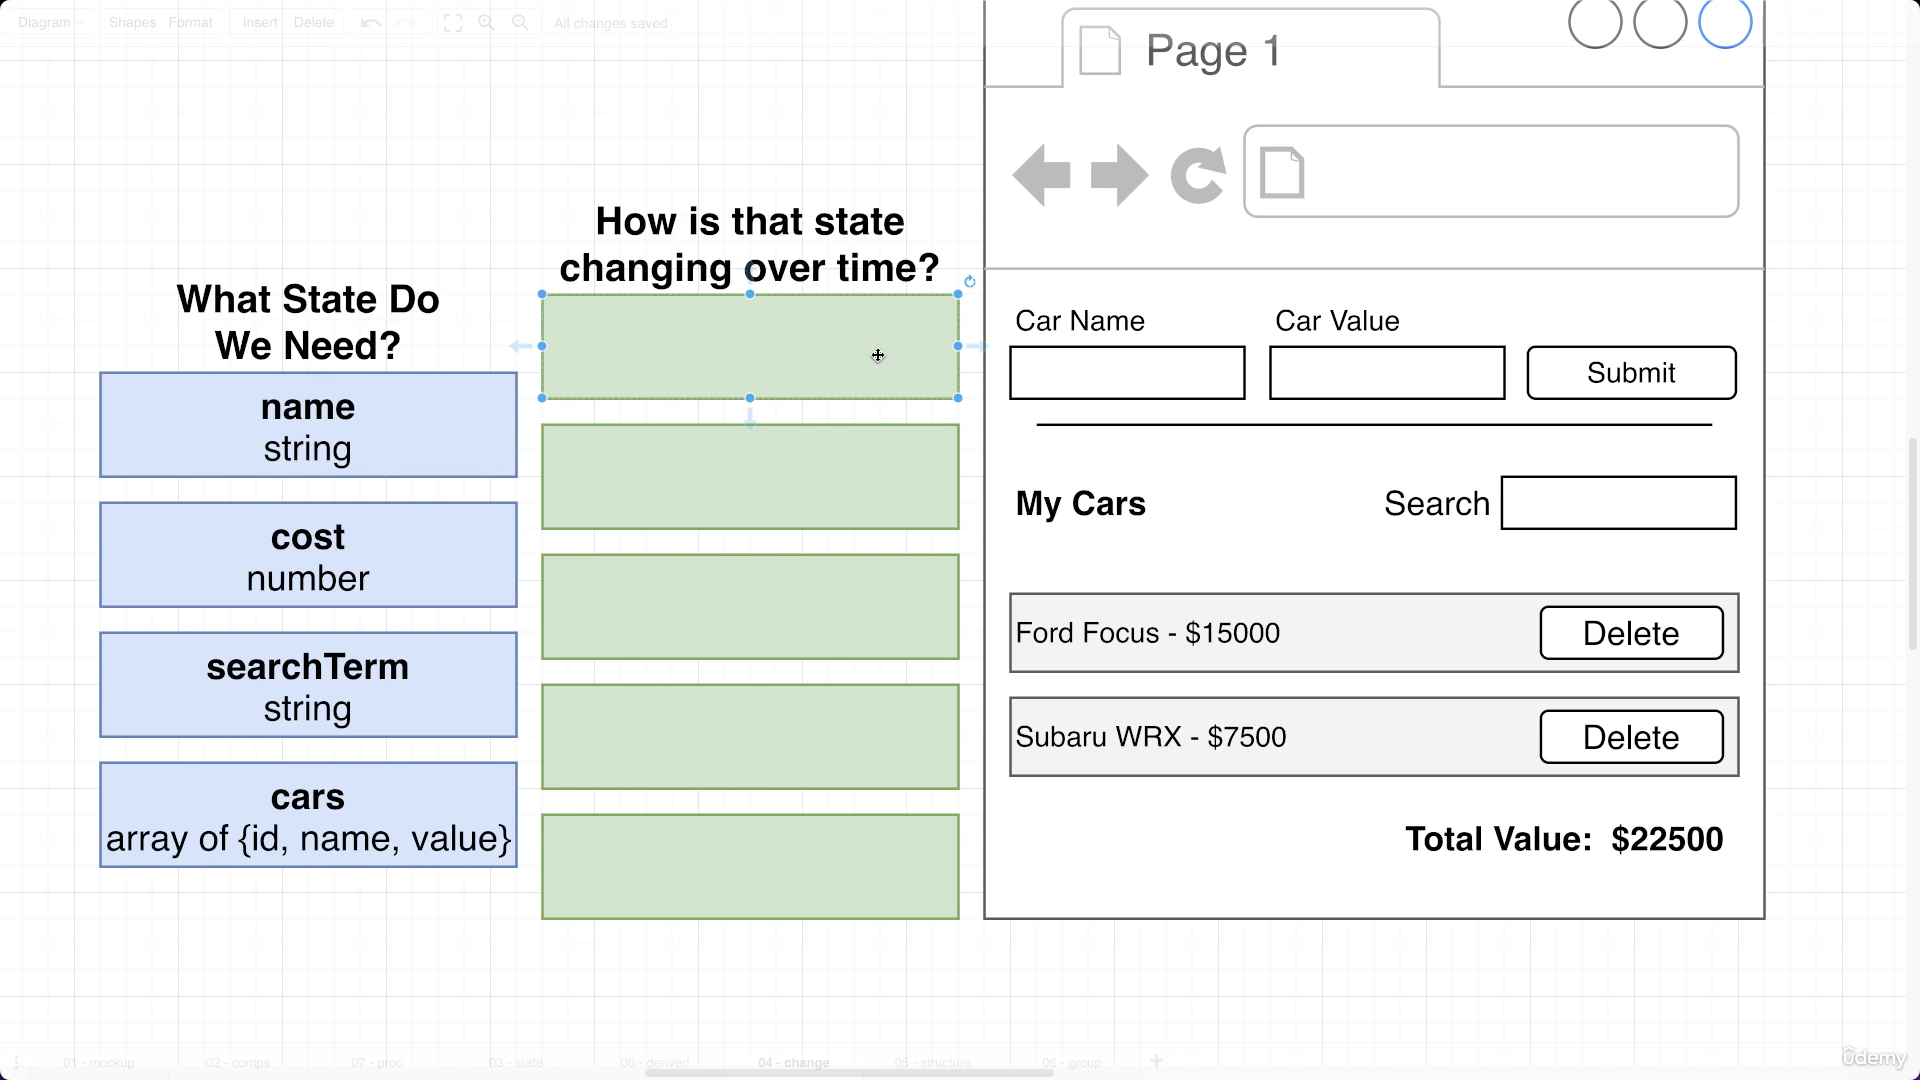 Diagram Shapes Format Insert Delete All changes saved
Page 1
How is that state
changing over time?
What State Do
We Need?
name
string
cost
number
searchTerm
string
cars
array of {id, name, value}
Car Name Car Value
Submit
My Cars Search
Ford Focus - $15000 Delete
Subaru WRX - $7500 Delete
Total Value: $22500
01 - mockup 02 - comps 07 - proc 03 - state 06 - derived 04 - change 05 - structure 06 - group
ûdemy